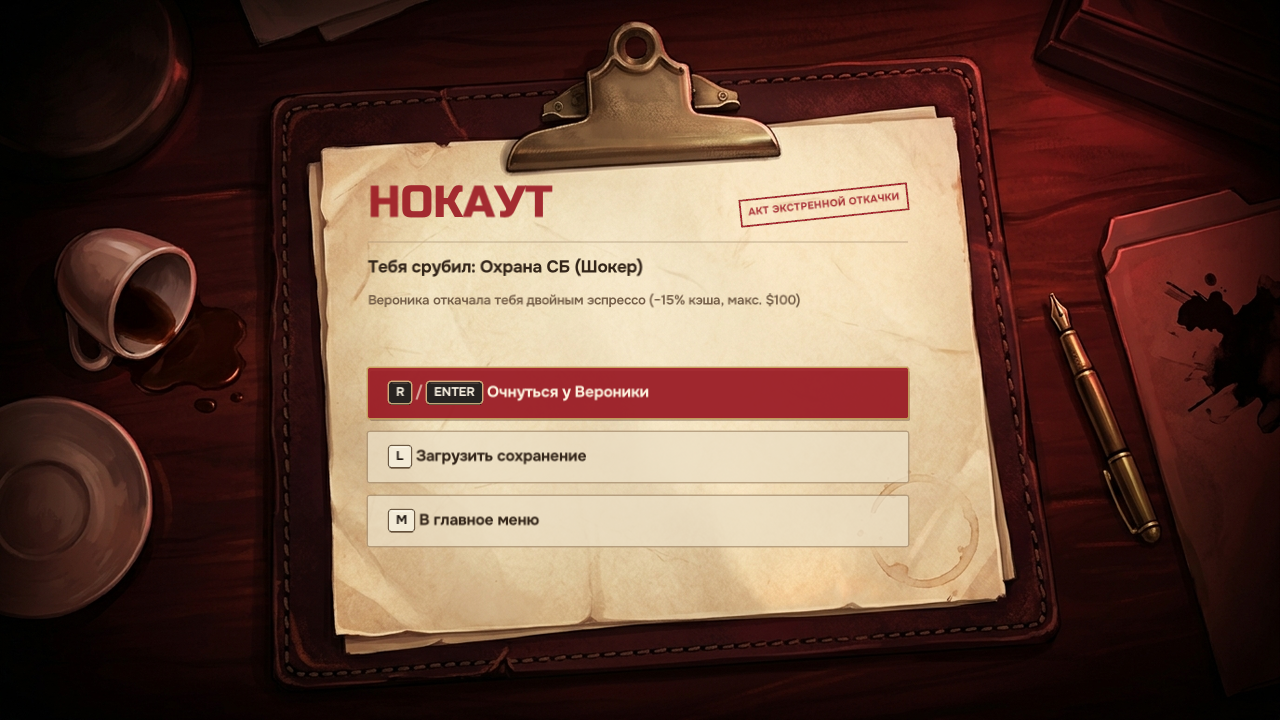 НОКАУТ
АКТ ЭКСТРЕННОЙ ОТКАЧКИ
Тебя срубил: Охрана СБ (Шокер)
Вероника откачала тебя двойным эспрессо (−15% кэша, макс. $100)
R / ENTER Очнуться у Вероники
L Загрузить сохранение
M В главное меню